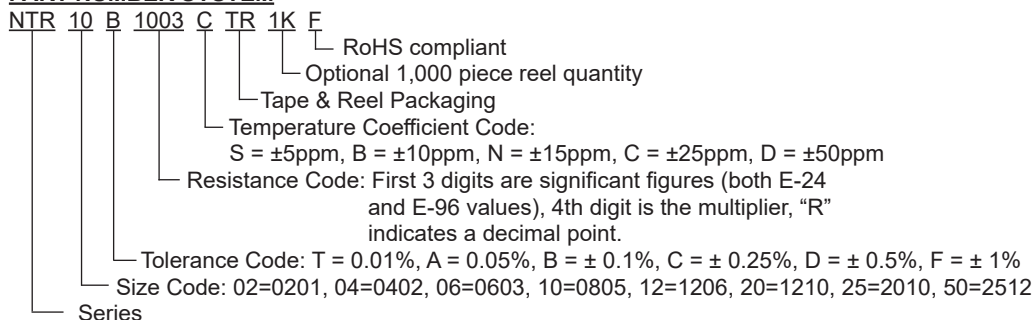 PART NUMBER SYSTEM
NTR 10 B 1003 C TR 1K F
RoHS compliant
Optional 1,000 piece reel quantity
Tape & Reel Packaging
Temperature Coefficient Code:
S = ±5ppm, B = ±10ppm, N = ±15ppm, C = ±25ppm, D = ±50ppm
Resistance Code: First 3 digits are significant figures (both E-24
and E-96 values), 4th digit is the multiplier, “R”
indicates a decimal point.
Tolerance Code: T = 0.01%, A = 0.05%, B = ± 0.1%, C = ± 0.25%, D = ± 0.5%, F = ± 1%
Size Code: 02=0201, 04=0402, 06=0603, 10=0805, 12=1206, 20=1210, 25=2010, 50=2512
Series